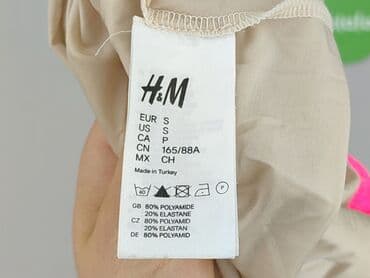 H&M
EUR S
US S
CA P
CN 165/88A
MX CH
Made in Turkey
GB 80% POLYAMIDE
20% ELASTANE
CZ 80% POLYAMID
20% ELASTAN
DE 80% POLYAMID